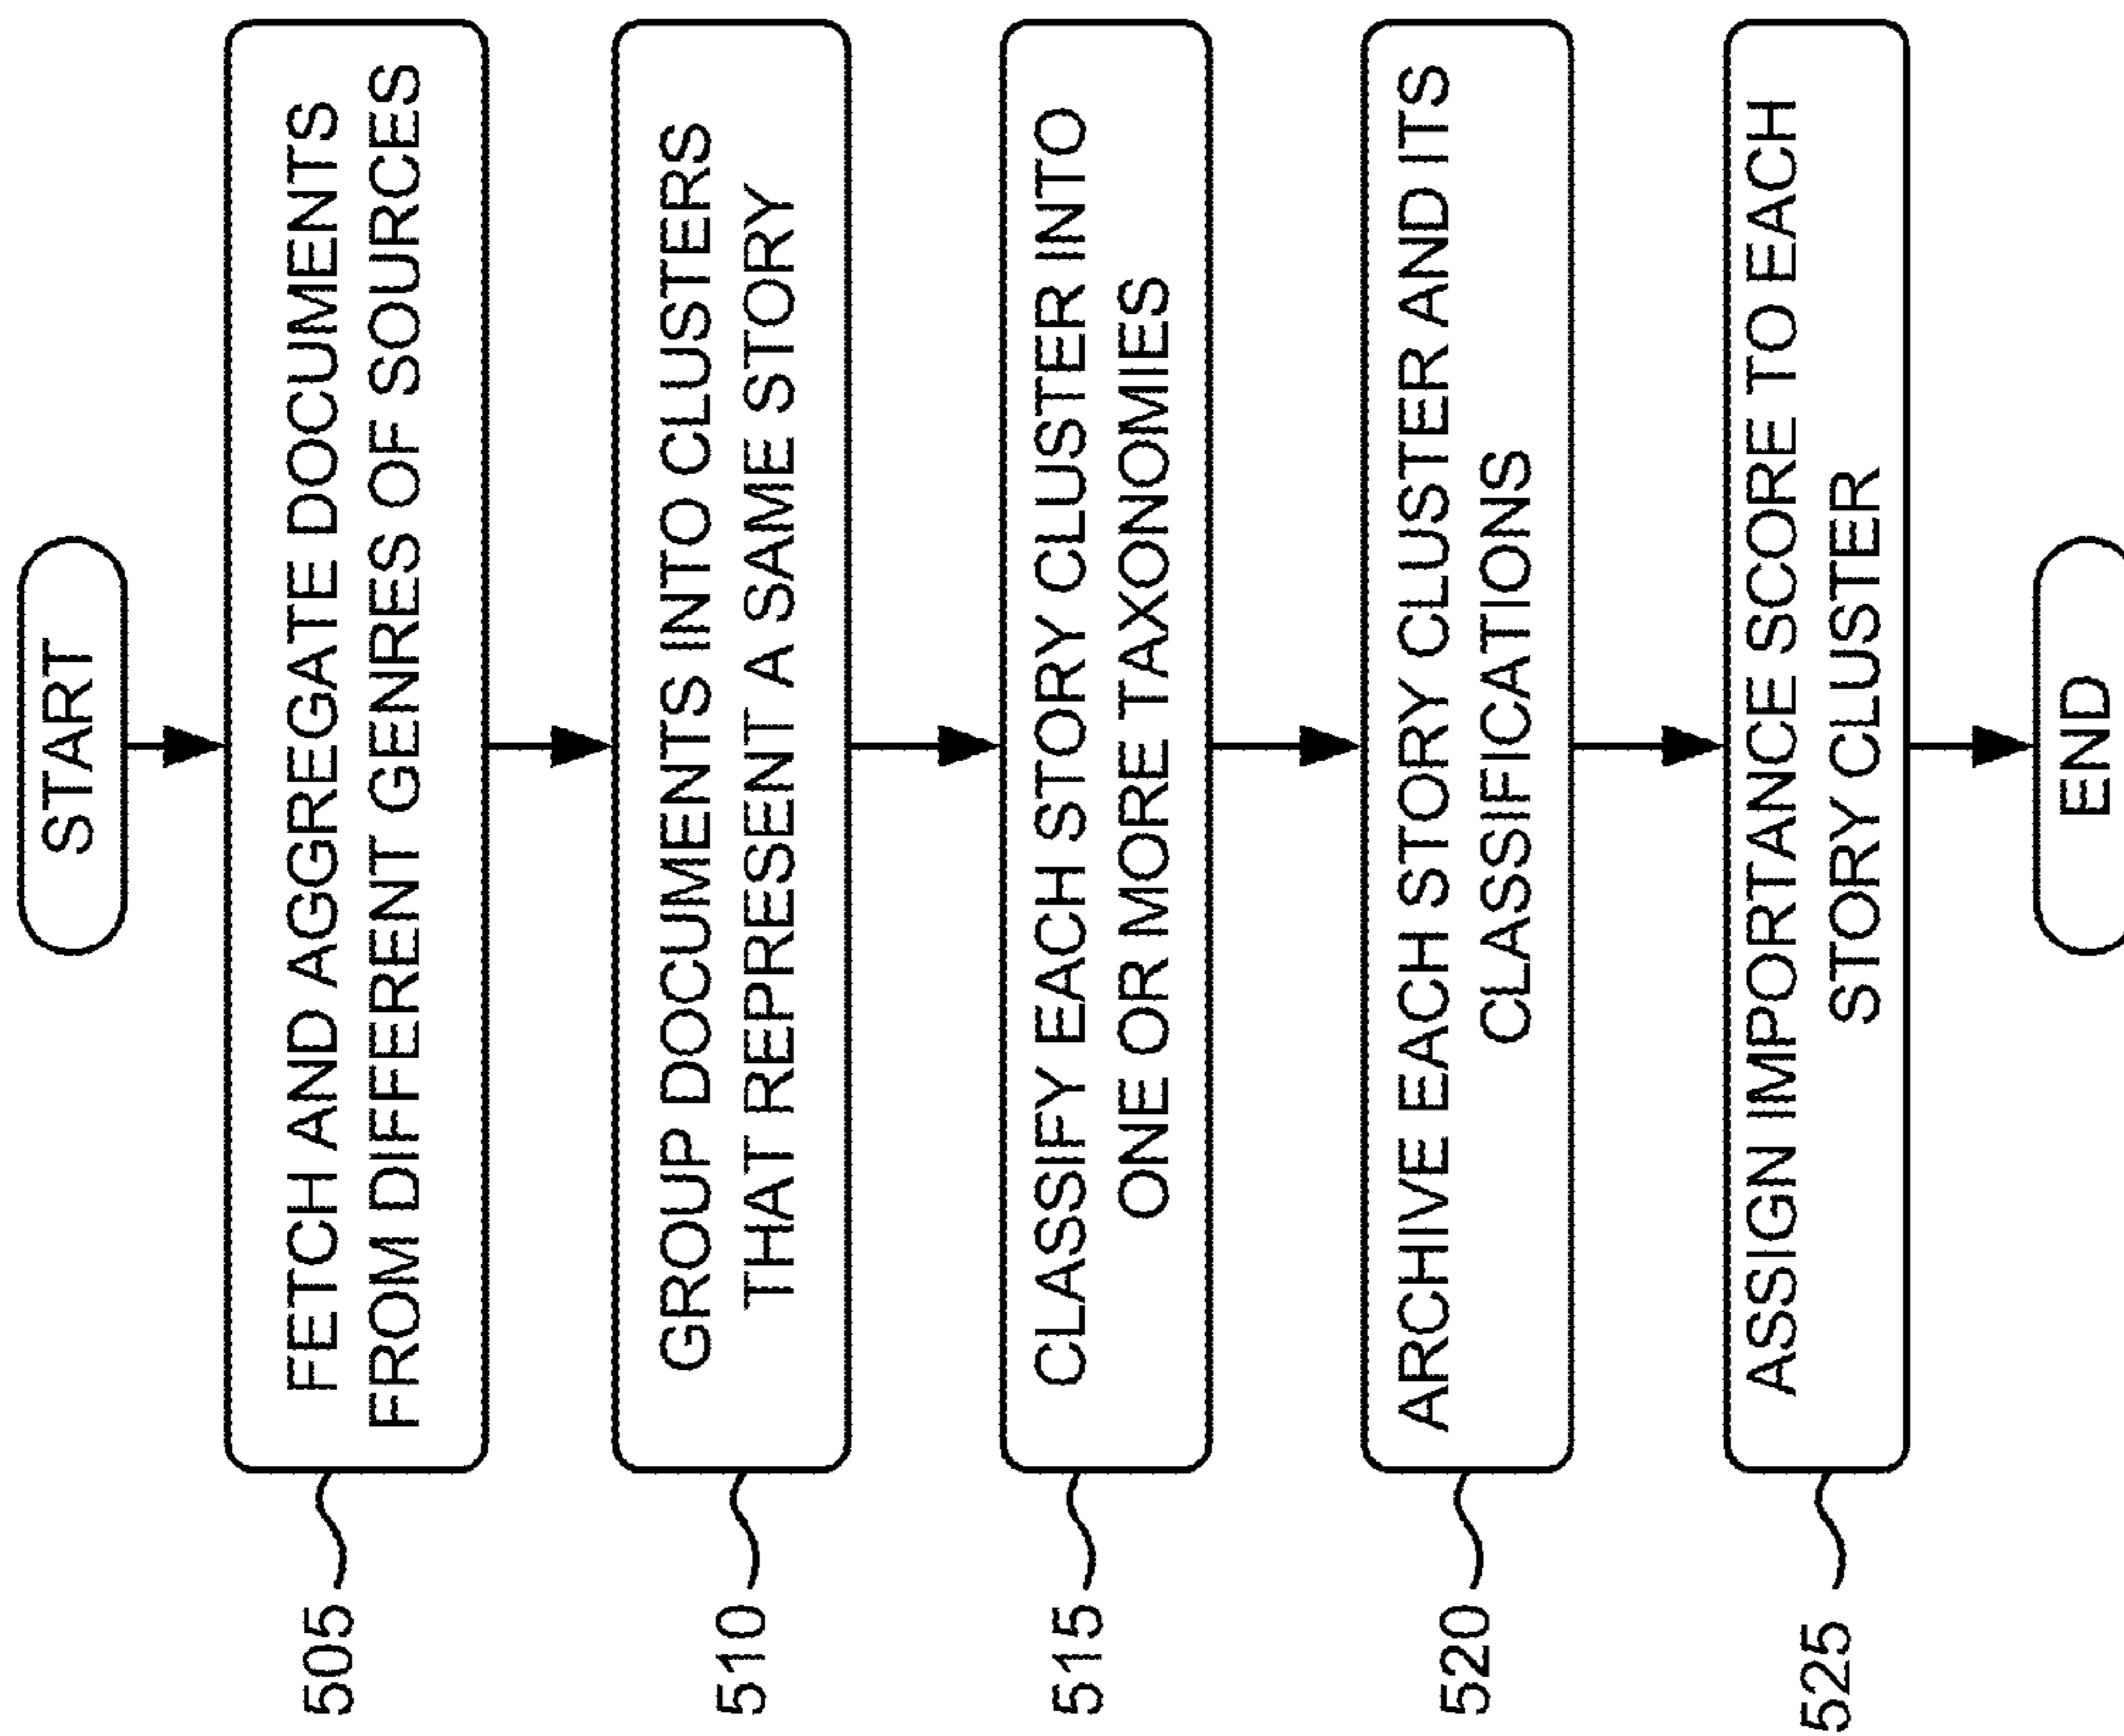 START
505
FETCH AND AGGREGATE DOCUMENTS
FROM DIFFERENT GENRES OF SOURCES
510
GROUP DOCUMENTS INTO CLUSTERS
THAT REPRESENT A SAME STORY
515
CLASSIFY EACH STORY CLUSTER INTO
ONE OR MORE TAXONOMIES
520
ARCHIVE EACH STORY CLUSTER AND ITS
CLASSIFICATIONS
525
ASSIGN IMPORTANCE SCORE TO EACH
STORY CLUSTER
END